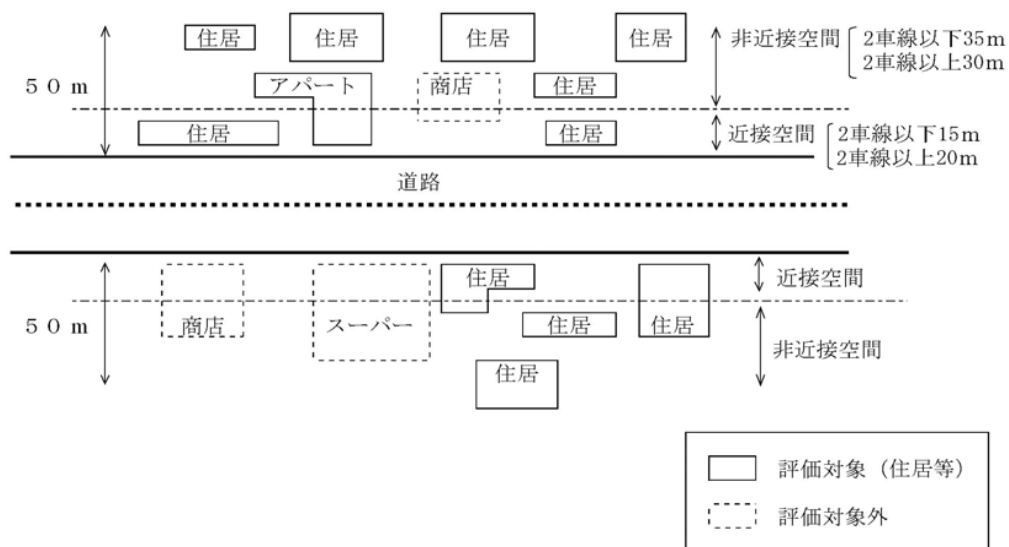 住居 住居 住居 住居
非近接空間 2車線以下35m
2車線以上30m
50m
アパート 商店 住居
住居 住居
近接空間 2車線以下15m
2車線以上20m
道路
住居
近接空間
50m
商店 スーパー 住居 住居
非近接空間
住居
評価対象（住居等）
評価対象外